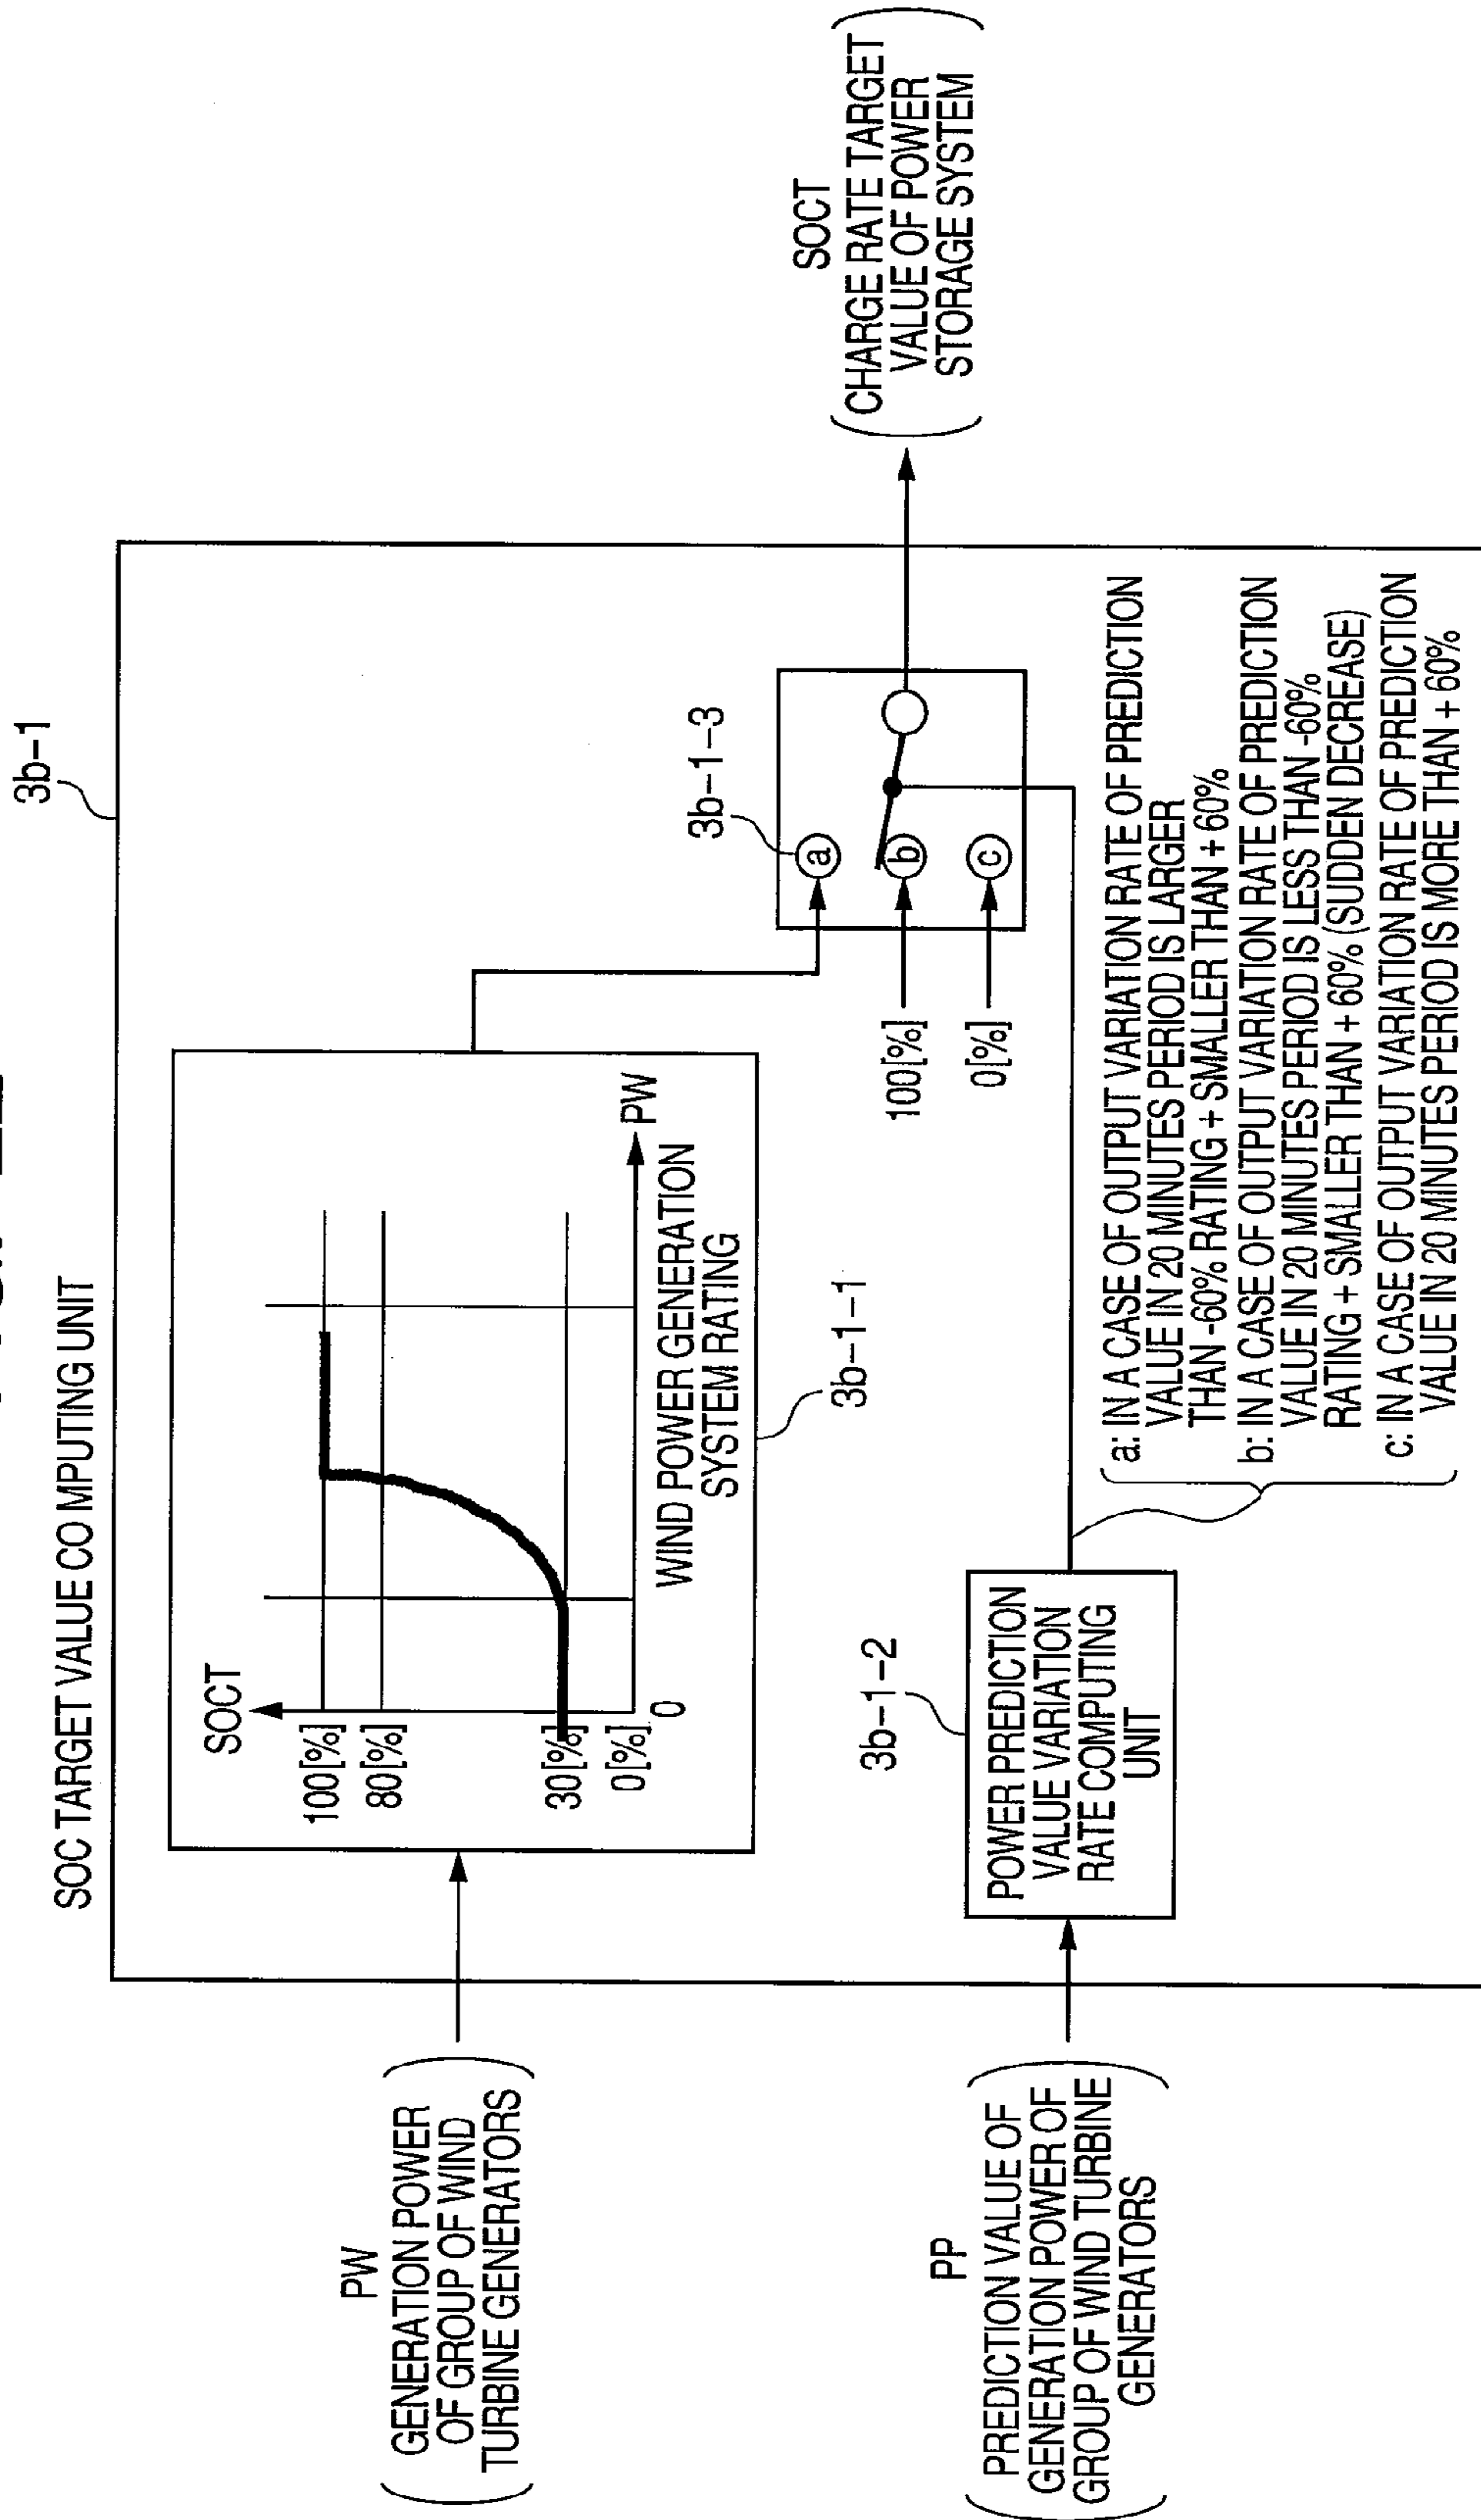 3b-1
SOC TARGET VALUE CO MPUTING UNIT
PW
GENERATION POWER
OF GROUP OF WIND
TURBINE GENERATORS
SOCT
100[%]
80[%]
30[%]
0[%]
0
PW
WIND POWER GENERATION
SYSTEM RATING
3b-1-1
3b-1-3
a
b
c
100[%]
0[%]
SOCT
CHARGE RATE TARGET
VALUE OF POWER
STORAGE SYSTEM
PP
PREDICTION VALUE OF
GENERATION POWER OF
GROUP OF WIND TURBINE
GENERATORS
3b-1-2
POWER PREDICTION
VALUE VARIATION
RATE COMPUTING
UNIT
a: IN A CASE OF OUTPUT VARIATION RATE OF PREDICTION
VALUE IN 20 MINUTES PERIOD IS LARGER
THAN -60% RATING + SMALLER THAN + 60%
b: IN A CASE OF OUTPUT VARIATION RATE OF PREDICTION
VALUE IN 20 MINUTES PERIOD IS LESS THAN -60%
RATING + SMALLER THAN + 60% (SUDDEN DECREASE)
c: IN A CASE OF OUTPUT VARIATION RATE OF PREDICTION
VALUE IN 20 MINUTES PERIOD IS MORE THAN + 60%